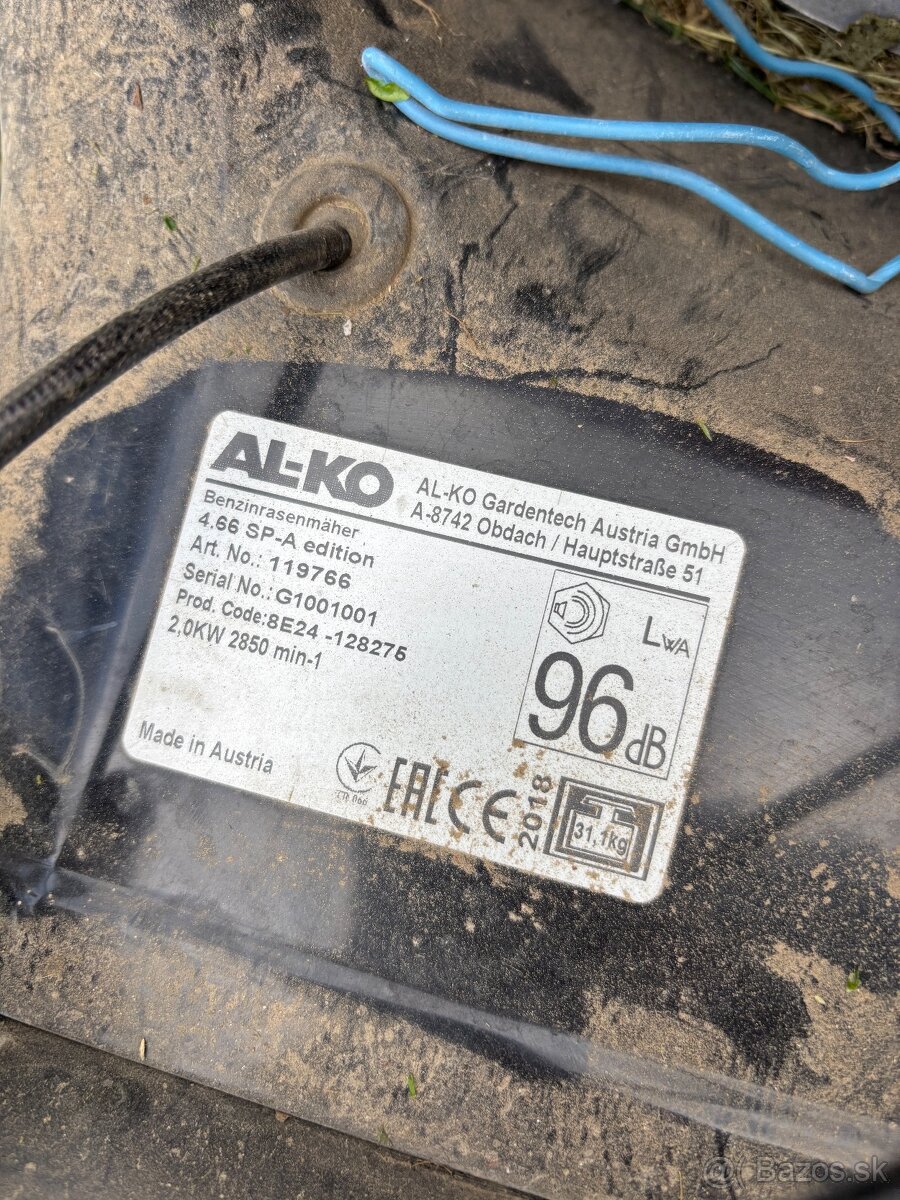 AL-KO
AL-KO Gardentech Austria GmbH
A-8742 Obdach / Hauptstraße 51
Benzinrasenmäher
4.66 SP-A edition
Art. No.: 119766
Serial No.: G1001001
Prod. Code: 8E24 -128275
2,0KW 2850 min-1
LWA
96 dB
Made in Austria
EAC CE 2018
31,1kg
Bazos.sk